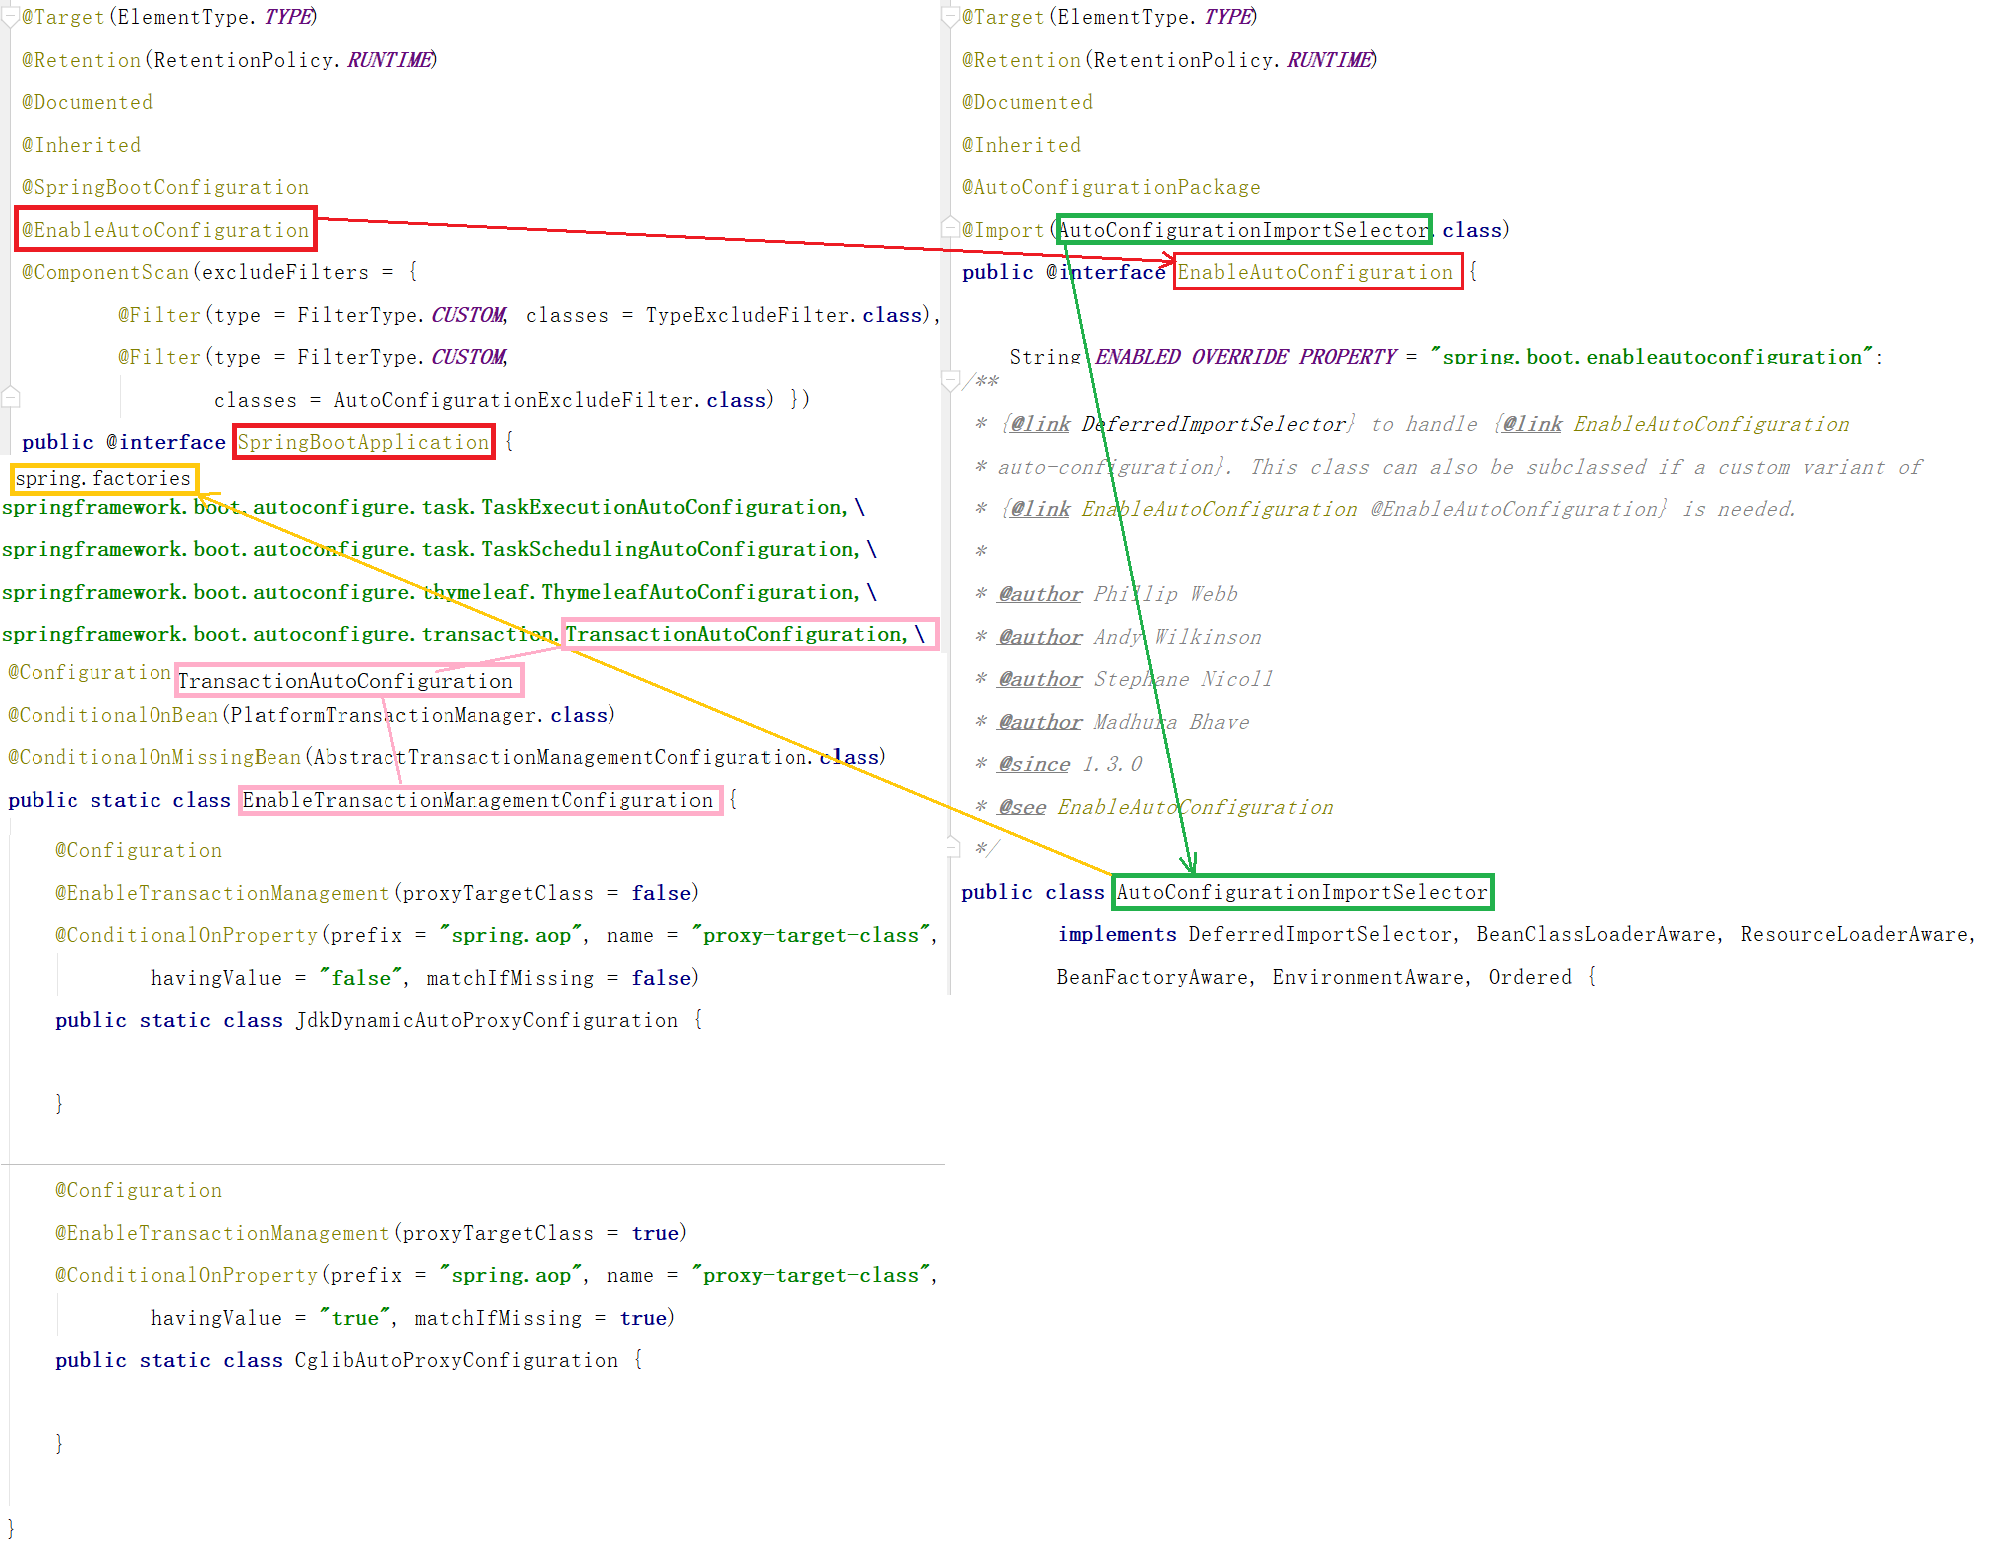 @Target(ElementType.TYPE)
@Retention(RetentionPolicy.RUNTIME)
@Documented
@Inherited
@SpringBootConfiguration
@EnableAutoConfiguration
@ComponentScan(excludeFilters = {
@Filter(type = FilterType.CUSTOM, classes = TypeExcludeFilter.class),
@Filter(type = FilterType.CUSTOM,
classes = AutoConfigurationExcludeFilter.class) })
public @interface SpringBootApplication {
spring.factories
springframework.boot.autoconfigure.task.TaskExecutionAutoConfiguration,\
springframework.boot.autoconfigure.task.TaskSchedulingAutoConfiguration,\
springframework.boot.autoconfigure.thymeleaf.ThymeleafAutoConfiguration,\
springframework.boot.autoconfigure.transaction.TransactionAutoConfiguration,\
@Configuration TransactionAutoConfiguration
@ConditionalOnBean(PlatformTransactionManager.class)
@ConditionalOnMissingBean(AbstractTransactionManagementConfiguration.class)
public static class EnableTransactionManagementConfiguration {
@Configuration
@EnableTransactionManagement(proxyTargetClass = false)
@ConditionalOnProperty(prefix = "spring.aop", name = "proxy-target-class",
havingValue = "false", matchIfMissing = false)
public static class JdkDynamicAutoProxyConfiguration {
}
@Configuration
@EnableTransactionManagement(proxyTargetClass = true)
@ConditionalOnProperty(prefix = "spring.aop", name = "proxy-target-class",
havingValue = "true", matchIfMissing = true)
public static class CglibAutoProxyConfiguration {
}
}
@Target(ElementType.TYPE)
@Retention(RetentionPolicy.RUNTIME)
@Documented
@Inherited
@AutoConfigurationPackage
@Import(AutoConfigurationImportSelector.class)
public @interface EnableAutoConfiguration {
String ENABLED_OVERRIDE_PROPERTY = "spring.boot.enableautoconfiguration";
/**
* {@link DeferredImportSelector} to handle {@link EnableAutoConfiguration
* auto-configuration}. This class can also be subclassed if a custom variant of
* {@link EnableAutoConfiguration @EnableAutoConfiguration} is needed.
*
* @author Phillip Webb
* @author Andy Wilkinson
* @author Stephane Nicoll
* @author Madhura Bhave
* @since 1.3.0
* @see EnableAutoConfiguration
*/
public class AutoConfigurationImportSelector
implements DeferredImportSelector, BeanClassLoaderAware, ResourceLoaderAware,
BeanFactoryAware, EnvironmentAware, Ordered {